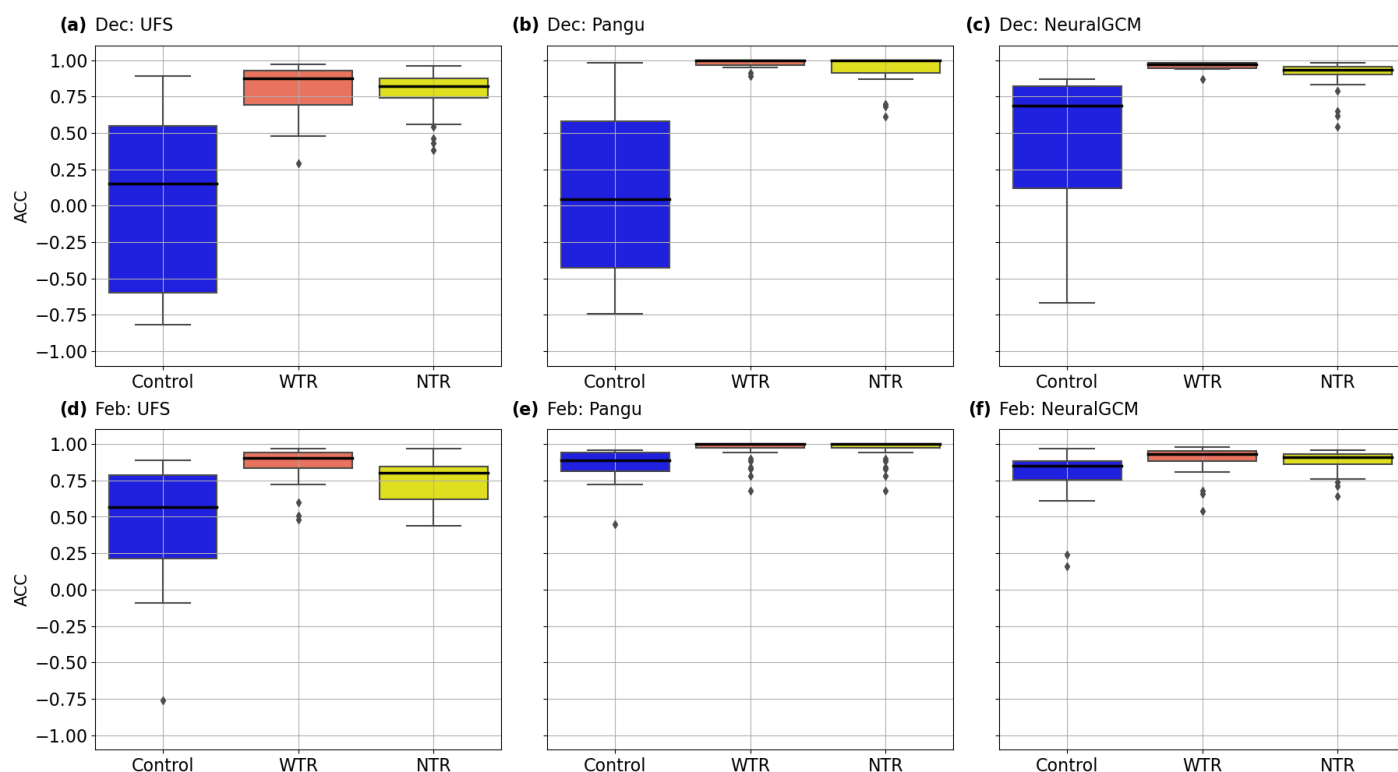 (a) Dec: UFS
(b) Dec: Pangu
(c) Dec: NeuralGCM
ACC
1.00
0.75
0.50
0.25
0.00
−0.25
−0.50
−0.75
−1.00
Control WTR NTR
Control WTR NTR
Control WTR NTR
(d) Feb: UFS
(e) Feb: Pangu
(f) Feb: NeuralGCM
ACC
1.00
0.75
0.50
0.25
0.00
−0.25
−0.50
−0.75
−1.00
Control WTR NTR
Control WTR NTR
Control WTR NTR